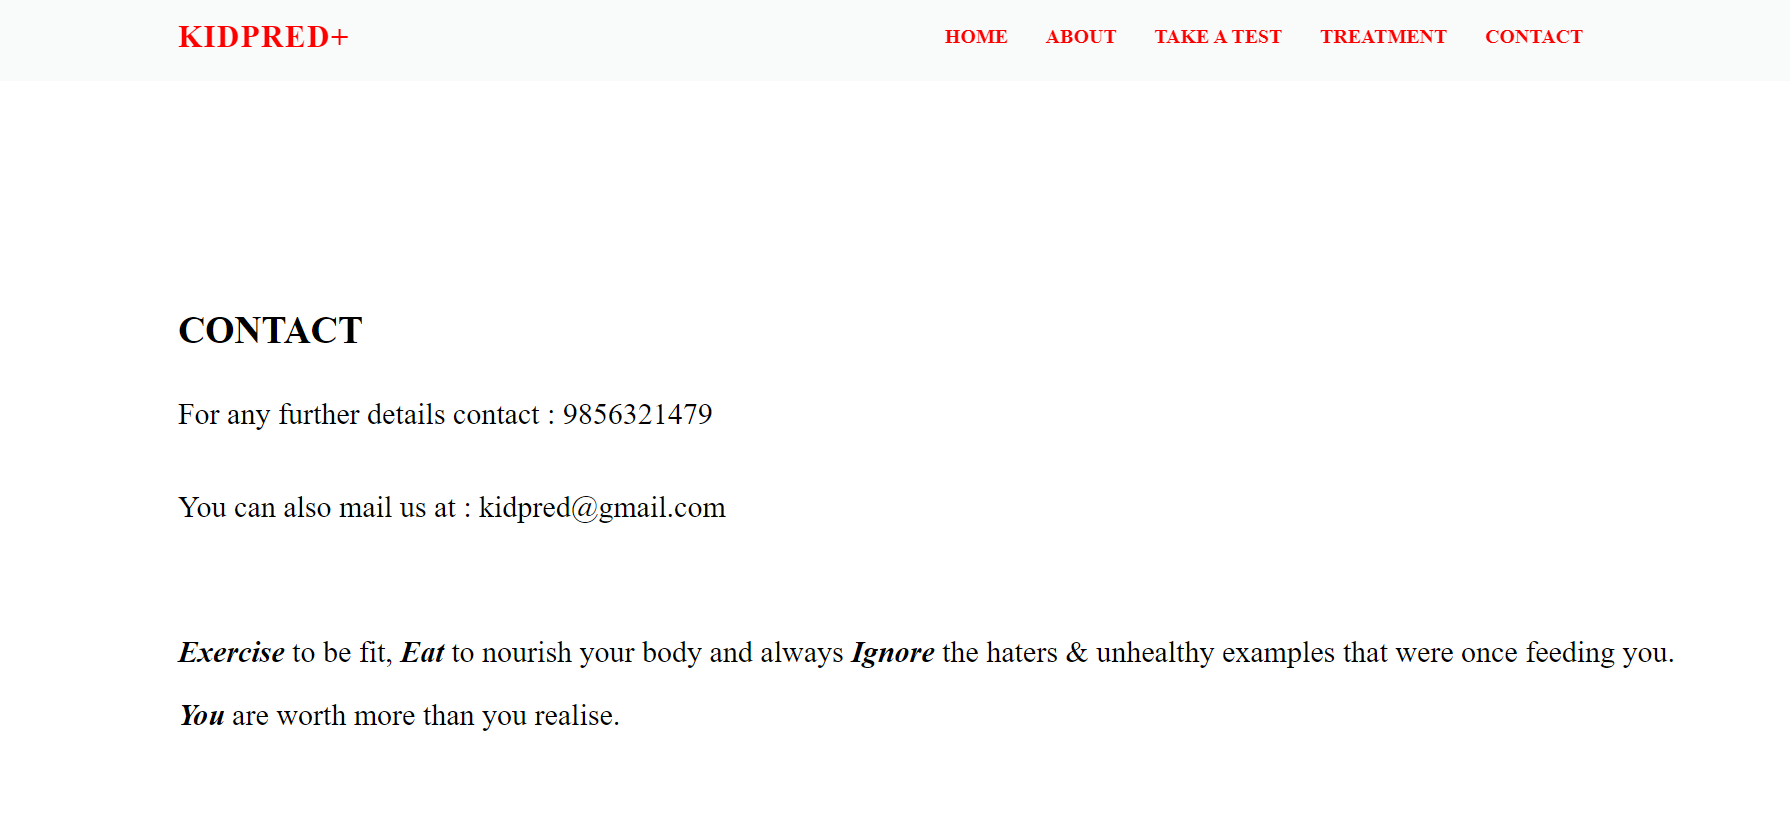 KIDPRED+
HOME ABOUT TAKE A TEST TREATMENT CONTACT
CONTACT
For any further details contact : 9856321479
You can also mail us at : kidpred@gmail.com
Exercise to be fit, Eat to nourish your body and always Ignore the haters & unhealthy examples that were once feeding you.
You are worth more than you realise.